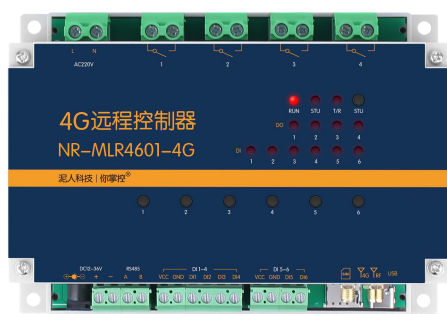 L N
AC220V 1 2 3 4
4G远程控制器
NR-MLR4601-4G
泥人科技|你掌控®
RUN STU T/R STU
DO
1 2 3 4
DI
1 2 3 4 5 6
1 2 3 4 5 6
DC12-36V RS485 DI 1-4 DI 5-6
+ - A B VCC GND DI1 DI2 DI3 DI4 VCC GND DI5 DI6
SIM 4G RF USB